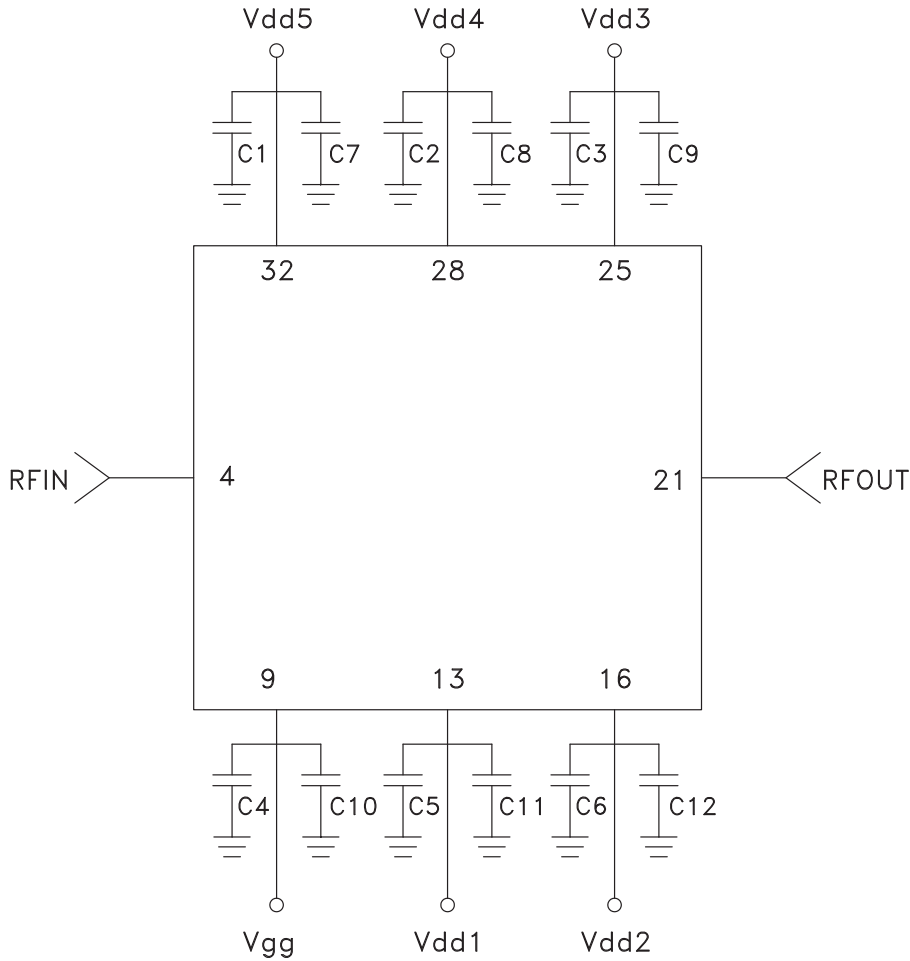 Vdd5 Vdd4 Vdd3
C1 C7 C2 C8 C3 C9
32 28 25
RFIN 4 21 RFOUT
9 13 16
C4 C10 C5 C11 C6 C12
Vgg Vdd1 Vdd2